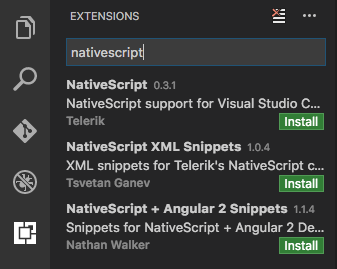 EXTENSIONS
nativescript
NativeScript 0.3.1
NativeScript support for Visual Studio C...
Telerik Install
NativeScript XML Snippets 1.0.4
XML snippets for Telerik's NativeScript c...
Tsvetan Ganev Install
NativeScript + Angular 2 Snippets 1.1.4
Snippets for NativeScript + Angular 2 De...
Nathan Walker Install